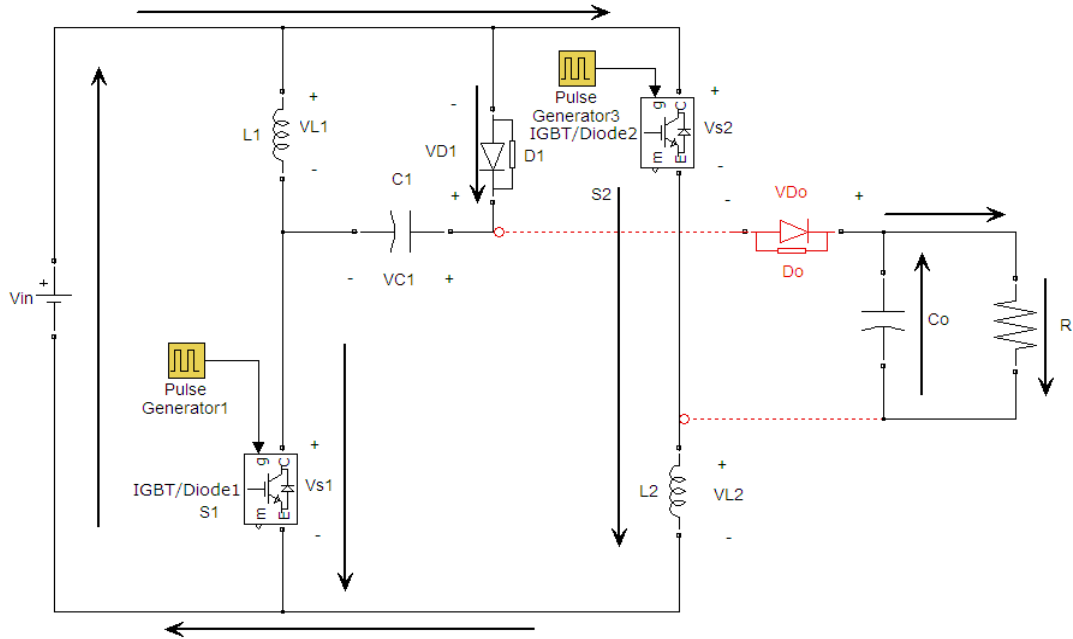 +
Pulse
Generator3
IGBT/Diode2
g
C
m
E
+
Vs2
-
L1
+
VL1
-
-
VD1
D1
+
C1
-
+
VC1
-
+
S2
VDo
+
Do
Vin
+
Co
R
Pulse
Generator1
IGBT/Diode1
S1
g
C
m
E
+
Vs1
-
L2
+
VL2
-